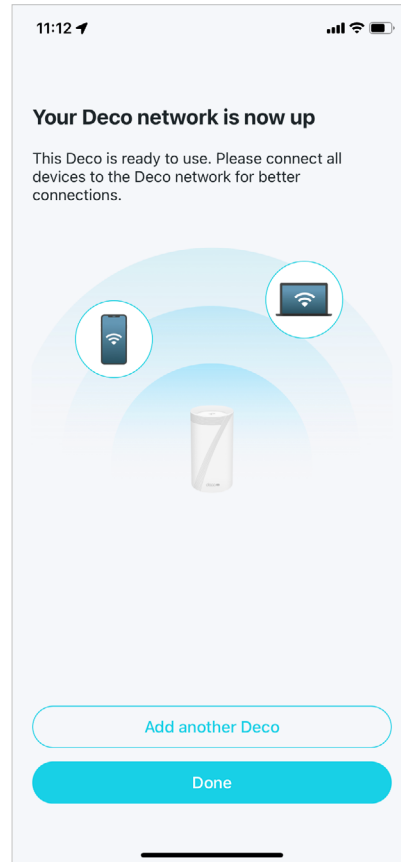 11:12
Your Deco network is now up
This Deco is ready to use. Please connect all
devices to the Deco network for better
connections.
Add another Deco
Done